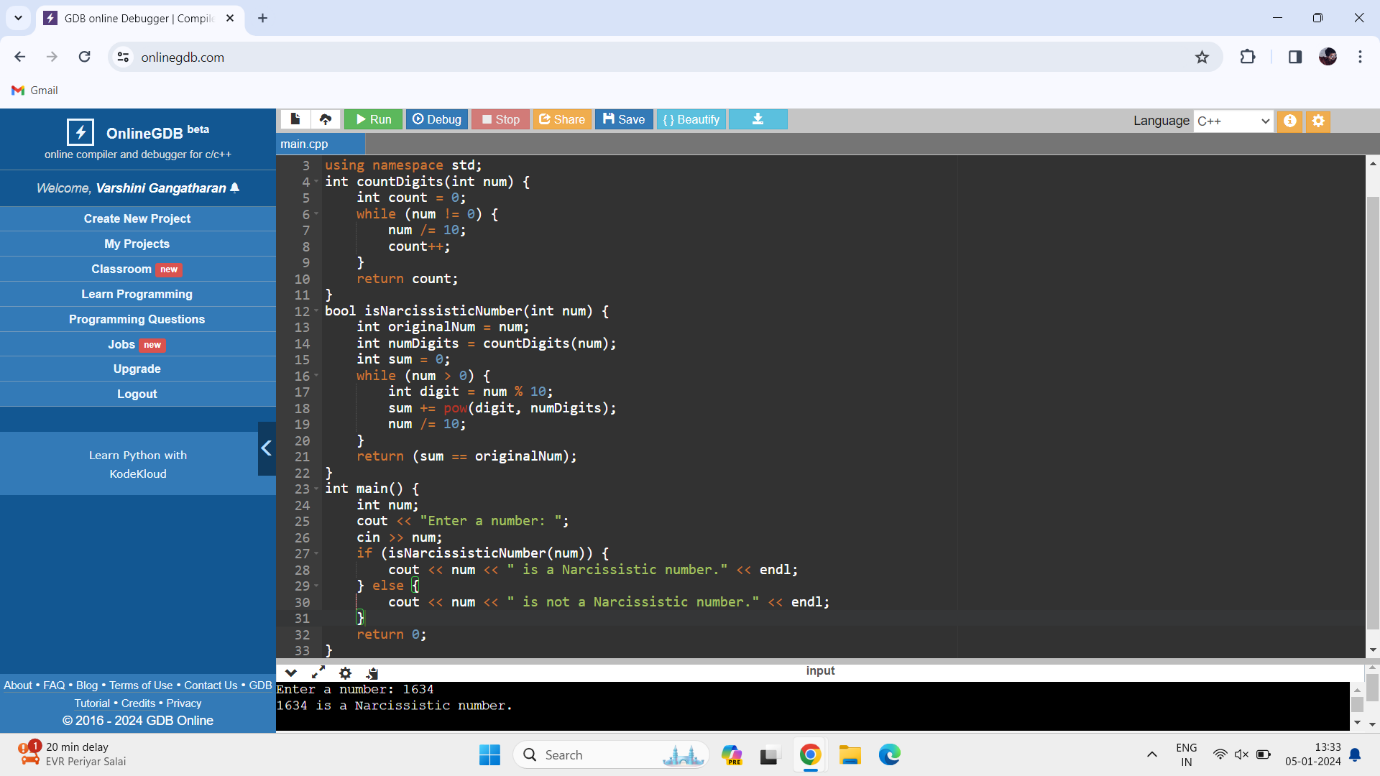 GDB online Debugger | Compile
onlinegdb.com
Gmail
OnlineGDB beta
online compiler and debugger for c/c++
Welcome, Varshini Gangatharan
Create New Project
My Projects
Classroom new
Learn Programming
Programming Questions
Jobs new
Upgrade
Logout
Learn Python with
KodeKloud
About • FAQ • Blog • Terms of Use • Contact Us • GDB
Tutorial • Credits • Privacy
© 2016 - 2024 GDB Online
Run Debug Stop Share Save { } Beautify Language C++
main.cpp
3 using namespace std;
4 int countDigits(int num) {
5     int count = 0;
6     while (num != 0) {
7         num /= 10;
8         count++;
9     }
10     return count;
11 }
12 bool isNarcissisticNumber(int num) {
13     int originalNum = num;
14     int numDigits = countDigits(num);
15     int sum = 0;
16     while (num > 0) {
17         int digit = num % 10;
18         sum += pow(digit, numDigits);
19         num /= 10;
20     }
21     return (sum == originalNum);
22 }
23 int main() {
24     int num;
25     cout << "Enter a number: ";
26     cin >> num;
27     if (isNarcissisticNumber(num)) {
28         cout << num << " is a Narcissistic number." << endl;
29     } else {
30         cout << num << " is not a Narcissistic number." << endl;
31     }
32     return 0;
33 }
input
Enter a number: 1634
1634 is a Narcissistic number.
1
20 min delay
EVR Periyar Salai
Search
PRE
ENG
IN
13:33
05-01-2024